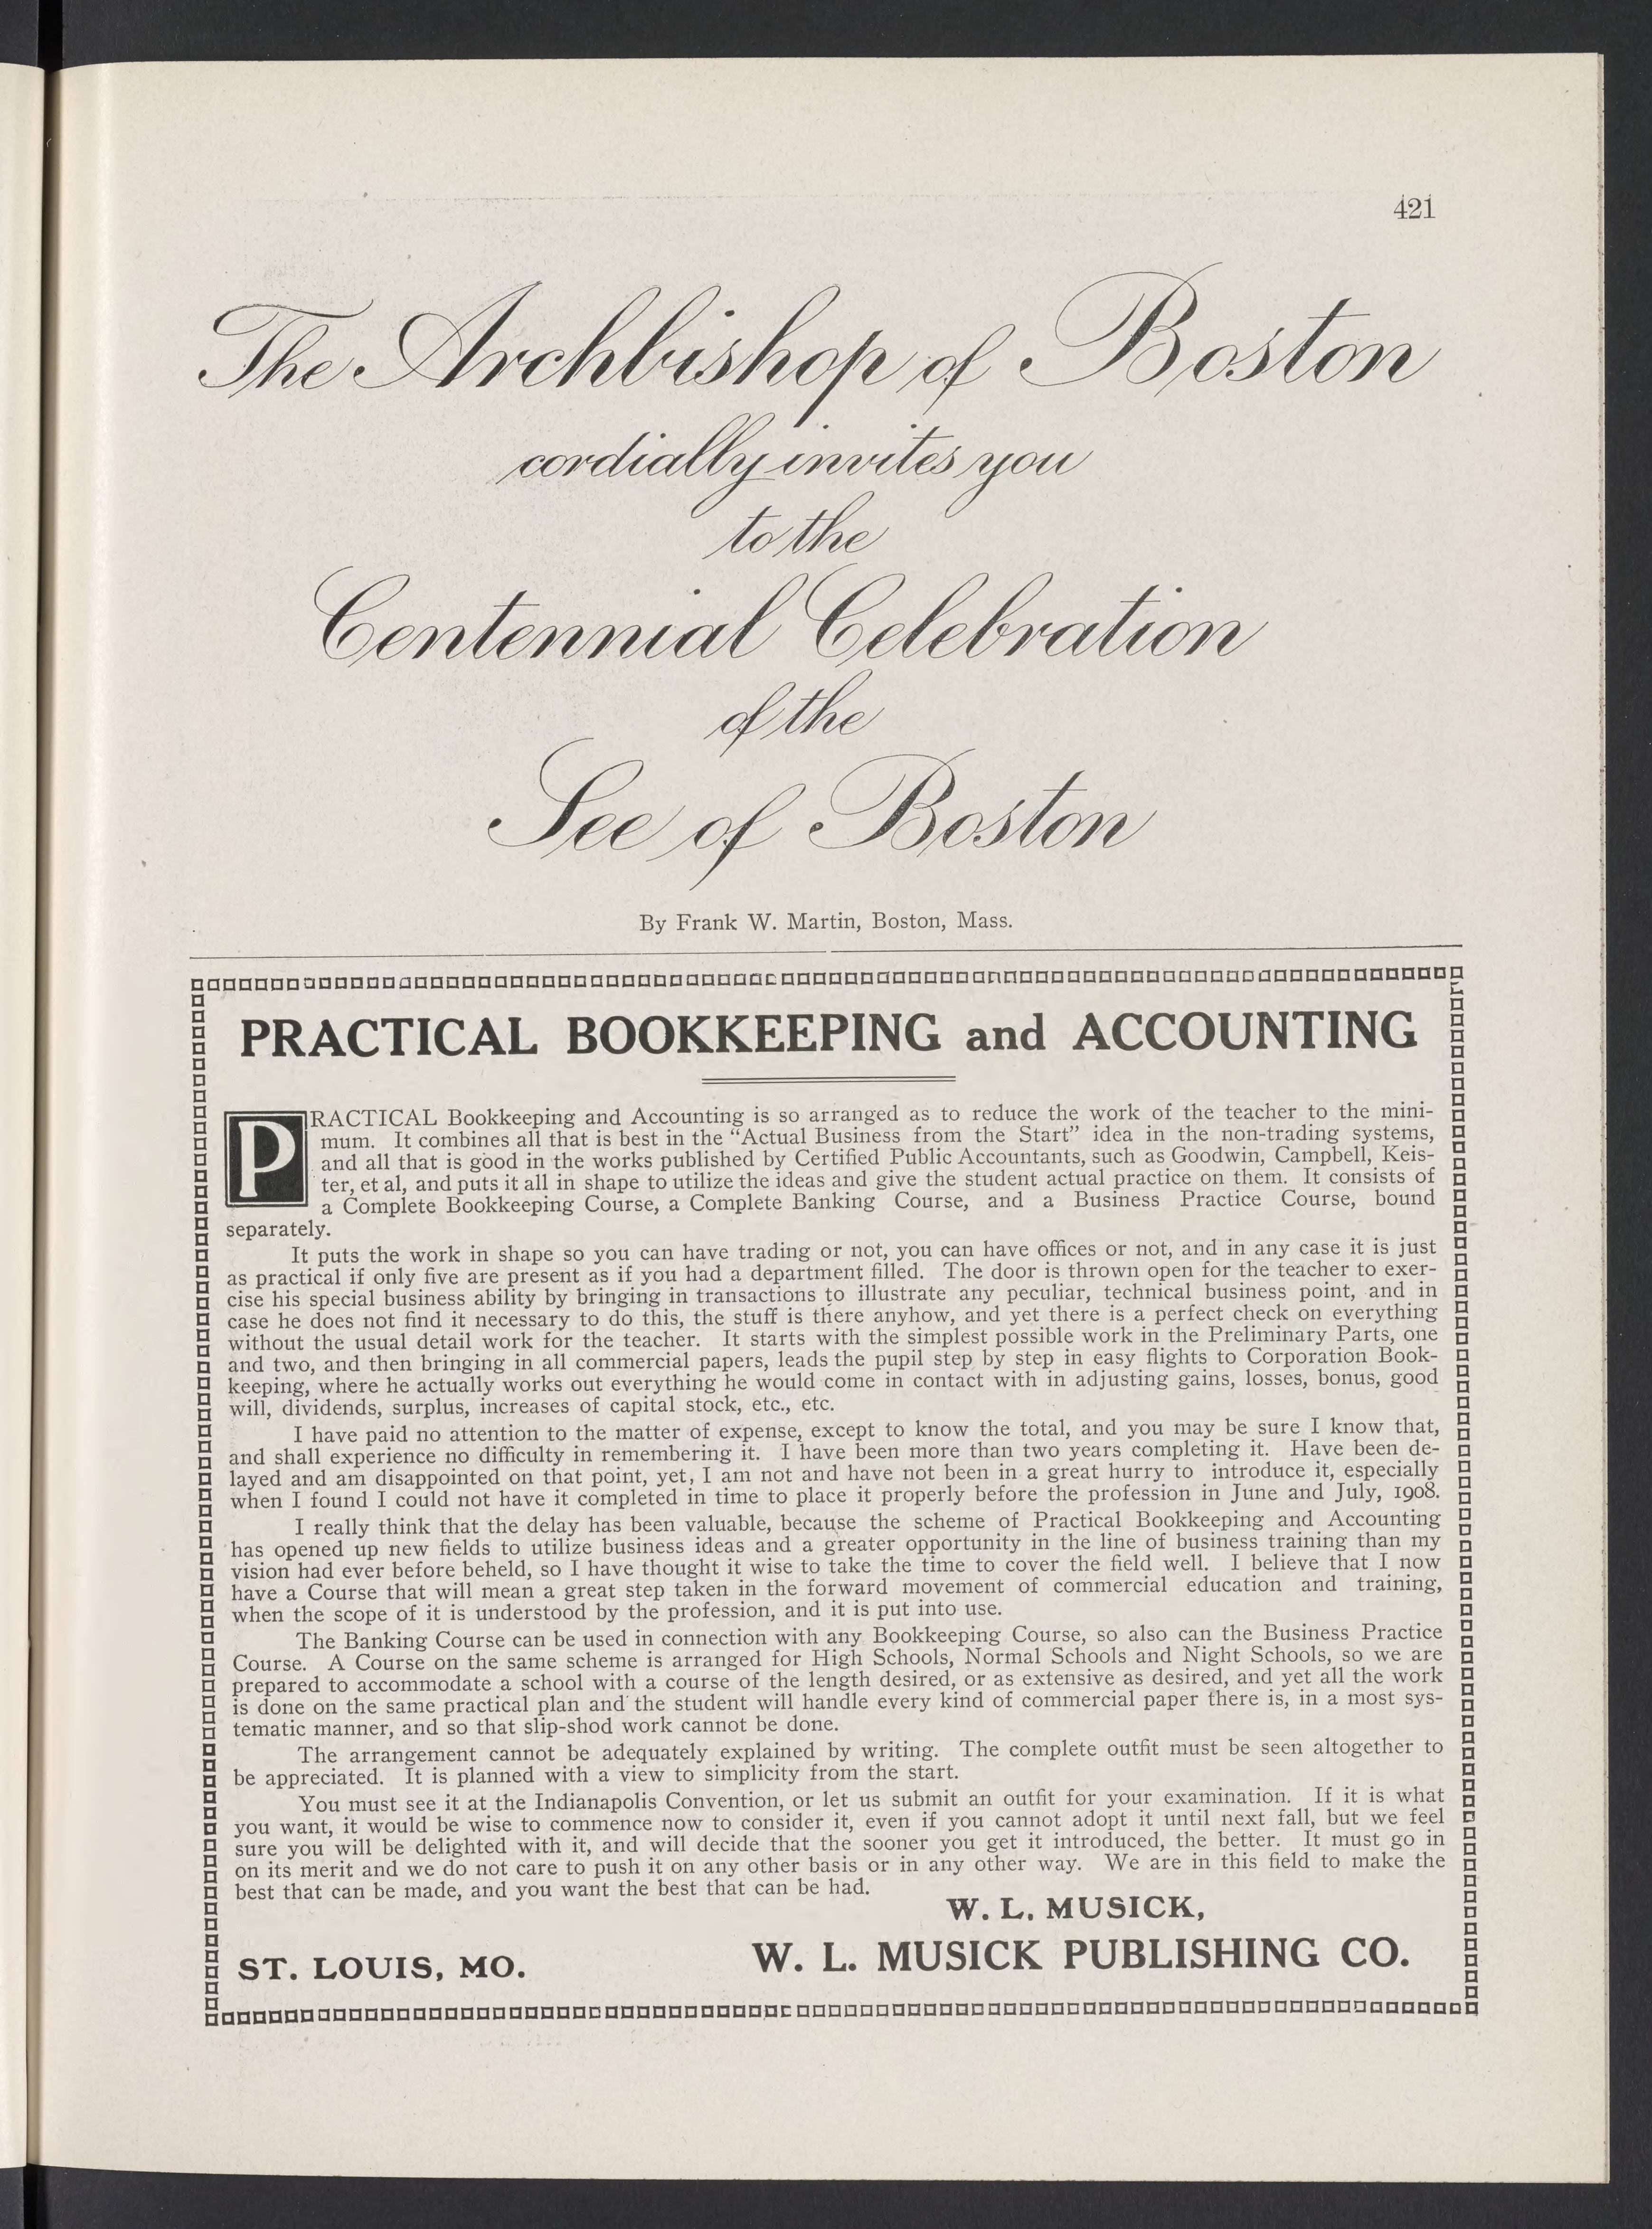 421
The Archbishop of Boston
cordially invites you
to the
Centennial Celebration
of the
See of Boston
By Frank W. Martin, Boston, Mass.
PRACTICAL BOOKKEEPING and ACCOUNTING
PRACTICAL Bookkeeping and Accounting is so arranged as to reduce the work of the teacher to the mini-
mum. It combines all that is best in the “Actual Business from the Start” idea in the non-trading systems,
and all that is good in the works published by Certified Public Accountants, such as Goodwin, Campbell, Keis-
ter, et al, and puts it all in shape to utilize the ideas and give the student actual practice on them. It consists of
a Complete Bookkeeping Course, a Complete Banking Course, and a Business Practice Course, bound
separately.
It puts the work in shape so you can have trading or not, you can have offices or not, and in any case it is just
as practical if only five are present as if you had a department filled. The door is thrown open for the teacher to exer-
cise his special business ability by bringing in transactions to illustrate any peculiar, technical business point, and in
case he does not find it necessary to do this, the stuff is there anyhow, and yet there is a perfect check on everything
without the usual detail work for the teacher. It starts with the simplest possible work in the Preliminary Parts, one
and two, and then bringing in all commercial papers, leads the pupil step by step in easy flights to Corporation Book-
keeping, where he actually works out everything he would come in contact with in adjusting gains, losses, bonus, good
will, dividends, surplus, increases of capital stock, etc., etc.
I have paid no attention to the matter of expense, except to know the total, and you may be sure I know that,
and shall experience no difficulty in remembering it. I have been more than two years completing it. Have been de-
layed and am disappointed on that point, yet, I am not and have not been in a great hurry to introduce it, especially
when I found I could not have it completed in time to place it properly before the profession in June and July, 1908.
I really think that the delay has been valuable, because the scheme of Practical Bookkeeping and Accounting
has opened up new fields to utilize business ideas and a greater opportunity in the line of business training than my
vision had ever before beheld, so I have thought it wise to take the time to cover the field well. I believe that I now
have a Course that will mean a great step taken in the forward movement of commercial education and training,
when the scope of it is understood by the profession, and it is put into use.
The Banking Course can be used in connection with any Bookkeeping Course, so also can the Business Practice
Course. A Course on the same scheme is arranged for High Schools, Normal Schools and Night Schools, so we are
prepared to accommodate a school with a course of the length desired, or as extensive as desired, and yet all the work
is done on the same practical plan and the student will handle every kind of commercial paper there is, in a most sys-
tematic manner, and so that slip-shod work cannot be done.
The arrangement cannot be adequately explained by writing. The complete outfit must be seen altogether to
be appreciated. It is planned with a view to simplicity from the start.
You must see it at the Indianapolis Convention, or let us submit an outfit for your examination. If it is what
you want, it would be wise to commence now to consider it, even if you cannot adopt it until next fall, but we feel
sure you will be delighted with it, and will decide that the sooner you get it introduced, the better. It must go in
on its merit and we do not care to push it on any other basis or in any other way. We are in this field to make the
best that can be made, and you want the best that can be had.
W. L. MUSICK,
ST. LOUIS, MO.
W. L. MUSICK PUBLISHING CO.